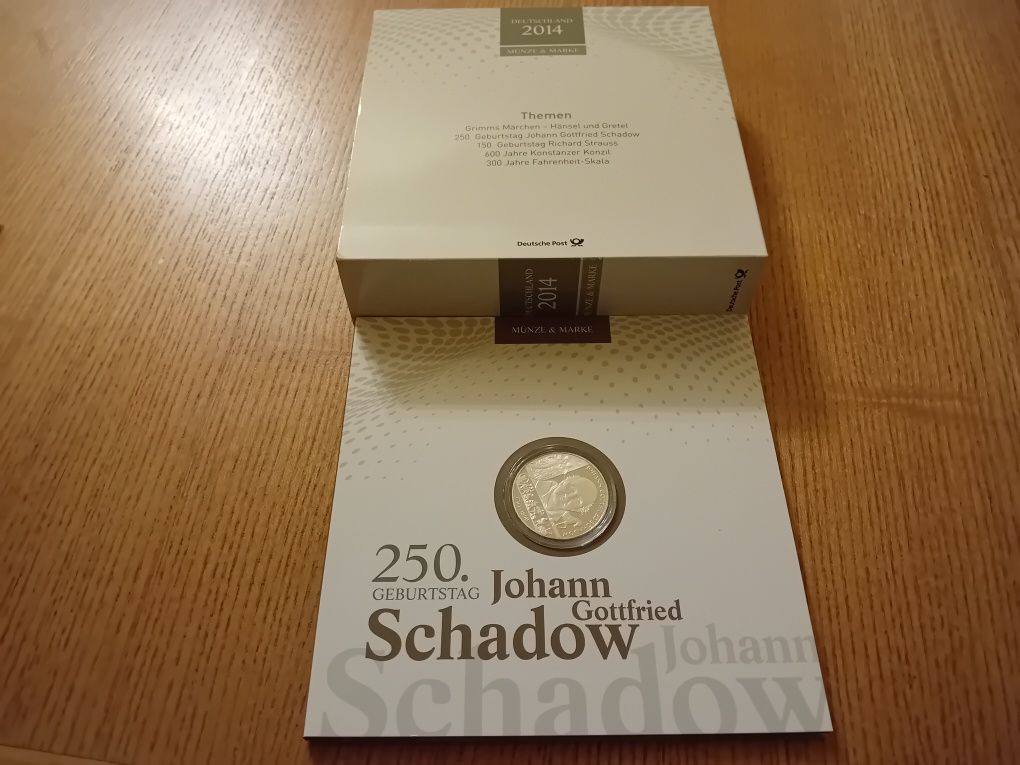 DEUTSCHLAND
2014
MÜNZE & MARKE
Themen
Grimms Märchen – Hänsel und Gretel
250. Geburtstag Johann Gottfried Schadow
150. Geburtstag Richard Strauss
600 Jahre Konstanzer Konzil
300 Jahre Fahrenheit-Skala
Deutsche Post
DEUTSCHLAND
2014
MÜNZE & MARKE
Deutsche Post
MÜNZE & MARKE
250.
GEBURTSTAG
Johann
Gottfried
Schadow
Johann
Schadow